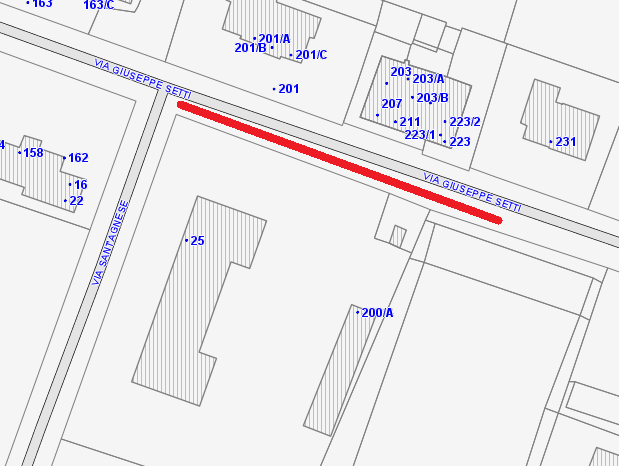 163
163/C
201/A
201/B
201/C
VIA GIUSEPPE SETTI
201
203
203/A
203/B
207
211
223/2
223/1
223
231
4
158
162
16
22
VIA GIUSEPPE SETTI
VIA SANTAGNESE
25
200/A